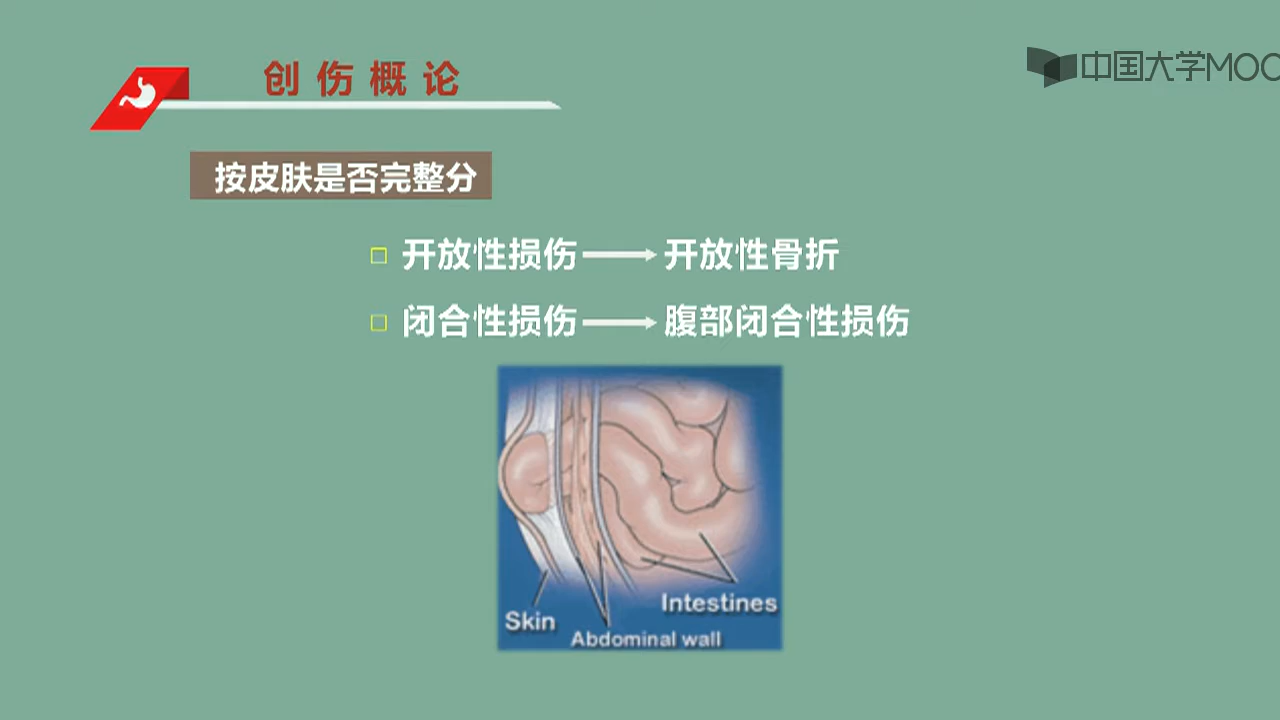 创伤概论
中国大学MOO
按皮肤是否完整分
开放性损伤 开放性骨折
闭合性损伤 腹部闭合性损伤
Intestines
Skin
Abdominal wall